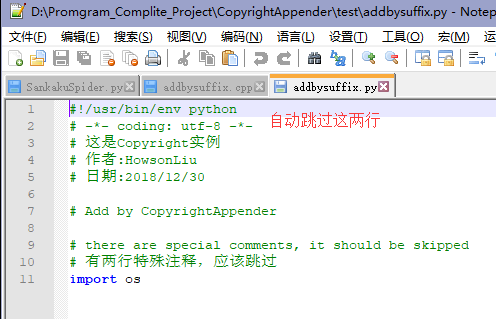 D:\Promgram_Complite_Project\CopyrightAppender\test\addbysuffix.py - Notep
文件(F) 编辑(E) 搜索(S) 视图(V) 编码(N) 语言(L) 设置(T) 工具(O) 宏(M) 运
SankakuSpider.py addbysuffix.cpp addbysuffix.py
1 #!/usr/bin/env python
2 # -*- coding: utf-8 -*-
自动跳过这两行
3 # 这是Copyright实例
4 # 作者:HowsonLiu
5 # 日期:2018/12/30
6
7 # Add by CopyrightAppender
8
9 # there are special comments, it should be skipped
10 # 有两行特殊注释，应该跳过
11 import os